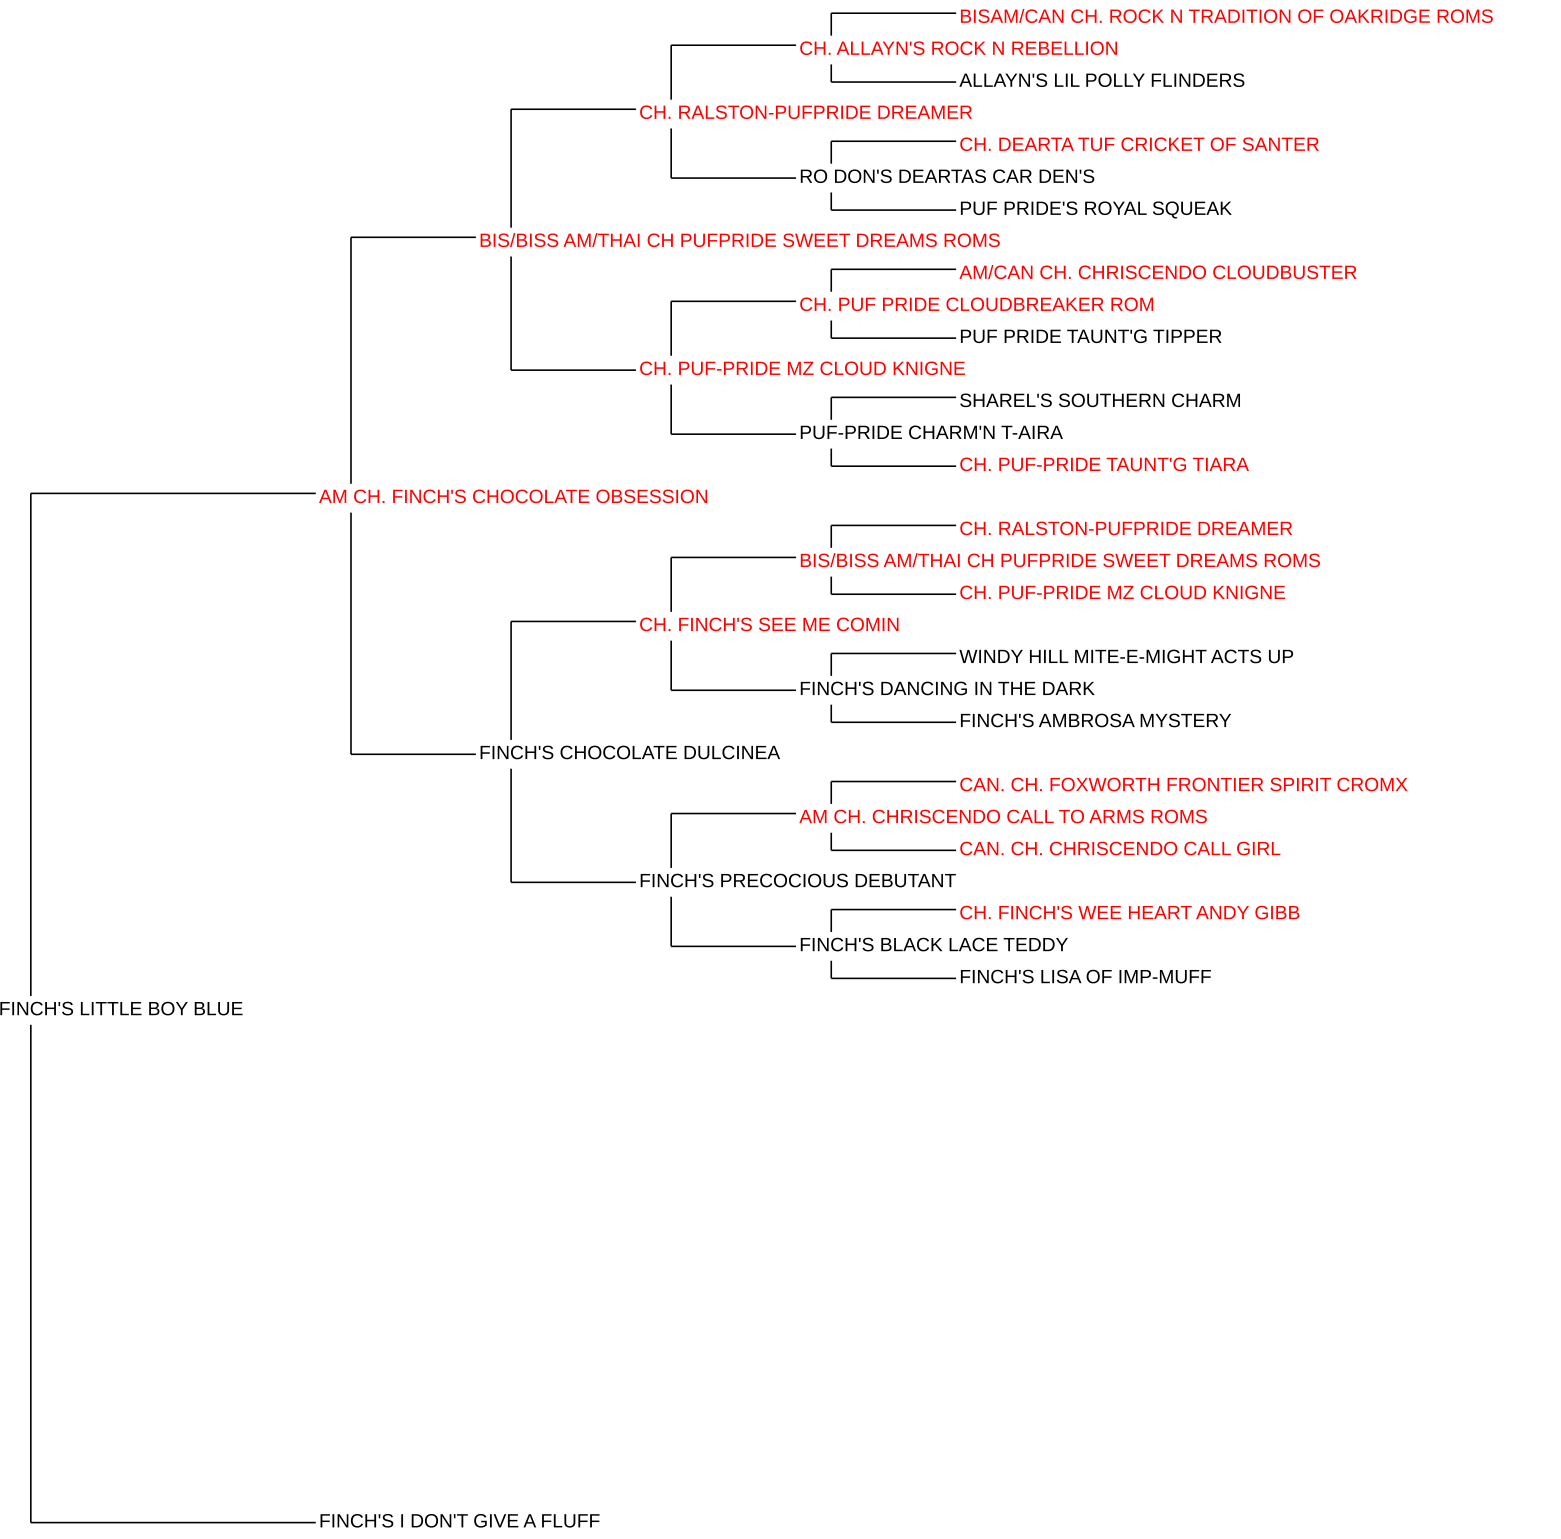 BISAM/CAN CH. ROCK N TRADITION OF OAKRIDGE ROMS
CH. ALLAYN'S ROCK N REBELLION
ALLAYN'S LIL POLLY FLINDERS
CH. RALSTON-PUFPRIDE DREAMER
CH. DEARTA TUF CRICKET OF SANTER
RO DON'S DEARTAS CAR DEN'S
PUF PRIDE'S ROYAL SQUEAK
BIS/BISS AM/THAI CH PUFPRIDE SWEET DREAMS ROMS
AM/CAN CH. CHRISCENDO CLOUDBUSTER
CH. PUF PRIDE CLOUDBREAKER ROM
PUF PRIDE TAUNT'G TIPPER
CH. PUF-PRIDE MZ CLOUD KNIGNE
SHAREL'S SOUTHERN CHARM
PUF-PRIDE CHARM'N T-AIRA
CH. PUF-PRIDE TAUNT'G TIARA
AM CH. FINCH'S CHOCOLATE OBSESSION
CH. RALSTON-PUFPRIDE DREAMER
BIS/BISS AM/THAI CH PUFPRIDE SWEET DREAMS ROMS
CH. PUF-PRIDE MZ CLOUD KNIGNE
CH. FINCH'S SEE ME COMIN
WINDY HILL MITE-E-MIGHT ACTS UP
FINCH'S DANCING IN THE DARK
FINCH'S AMBROSA MYSTERY
FINCH'S CHOCOLATE DULCINEA
CAN. CH. FOXWORTH FRONTIER SPIRIT CROMX
AM CH. CHRISCENDO CALL TO ARMS ROMS
CAN. CH. CHRISCENDO CALL GIRL
FINCH'S PRECOCIOUS DEBUTANT
CH. FINCH'S WEE HEART ANDY GIBB
FINCH'S BLACK LACE TEDDY
FINCH'S LISA OF IMP-MUFF
FINCH'S LITTLE BOY BLUE
FINCH'S I DON'T GIVE A FLUFF